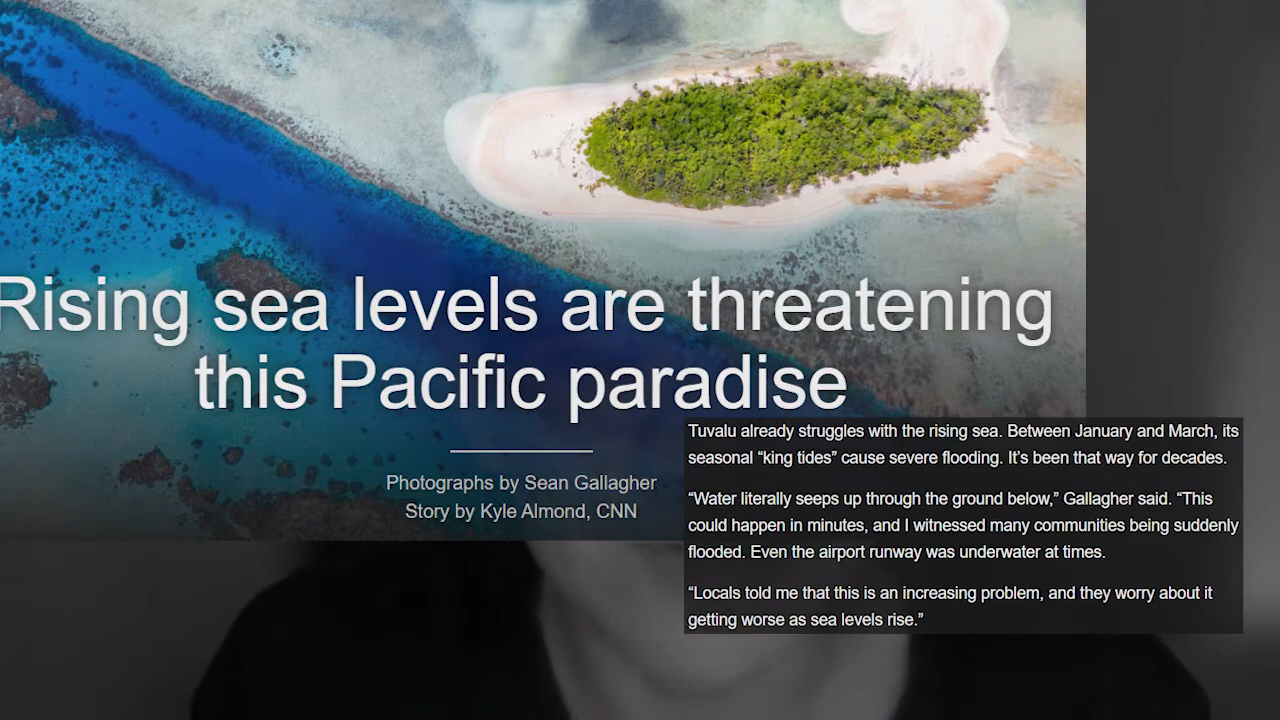 Rising sea levels are threatening
this Pacific paradise
Photographs by Sean Gallagher
Story by Kyle Almond, CNN
Tuvalu already struggles with the rising sea. Between January and March, its
seasonal “king tides” cause severe flooding. It’s been that way for decades.
“Water literally seeps up through the ground below,” Gallagher said. “This
could happen in minutes, and I witnessed many communities being suddenly
flooded. Even the airport runway was underwater at times.
“Locals told me that this is an increasing problem, and they worry about it
getting worse as sea levels rise.”